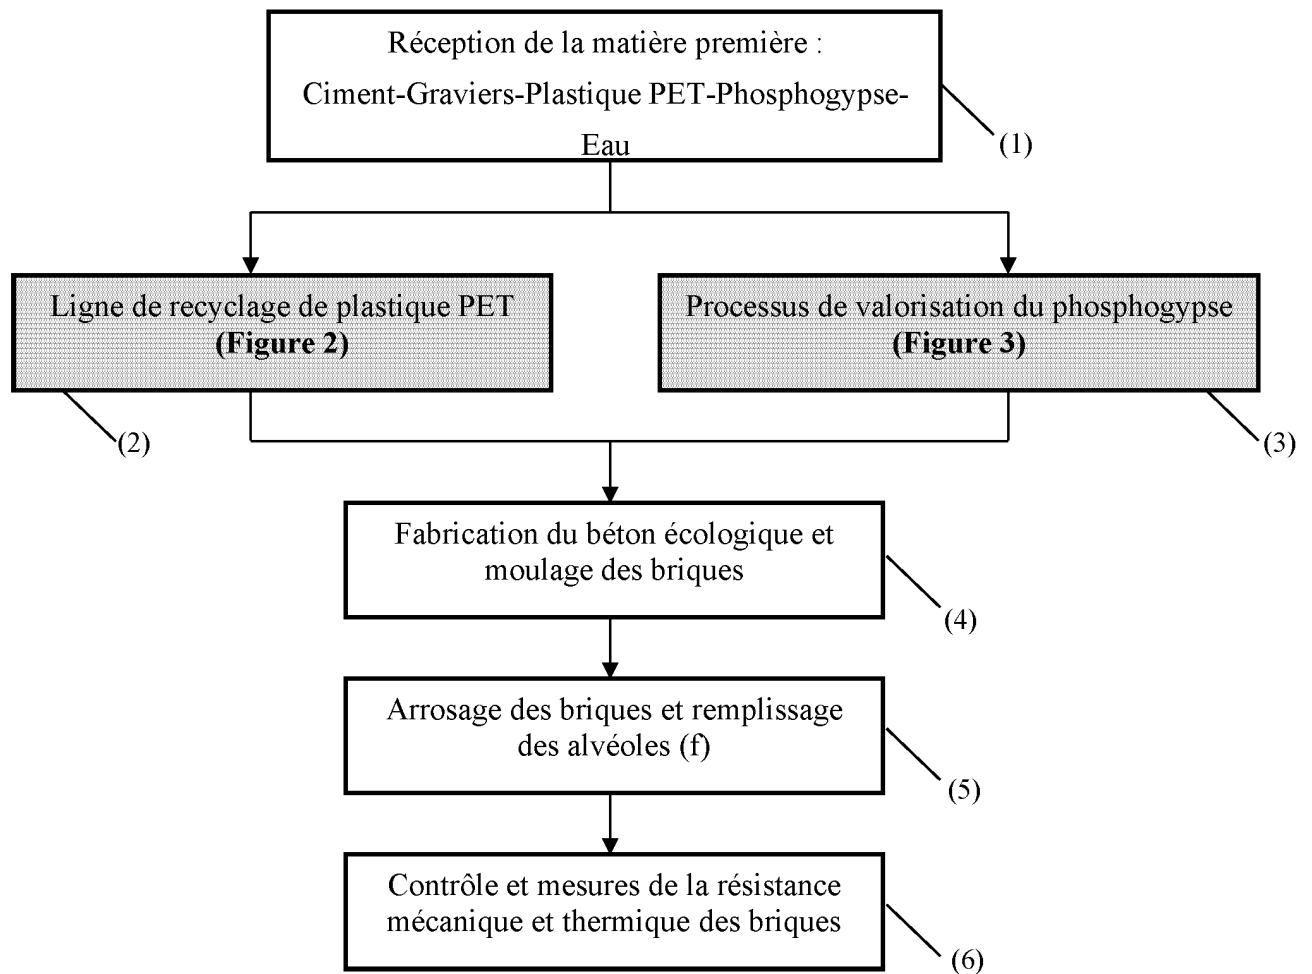 Réception de la matière première :
Ciment-Graviers-Plastique PET-Phosphogypse-
Eau
(1)
Ligne de recyclage de plastique PET
(Figure 2)
(2)
Processus de valorisation du phosphogypse
(Figure 3)
(3)
Fabrication du béton écologique et
moulage des briques
(4)
Arrosage des briques et remplissage
des alvéoles (f)
(5)
Contrôle et mesures de la résistance
mécanique et thermique des briques
(6)